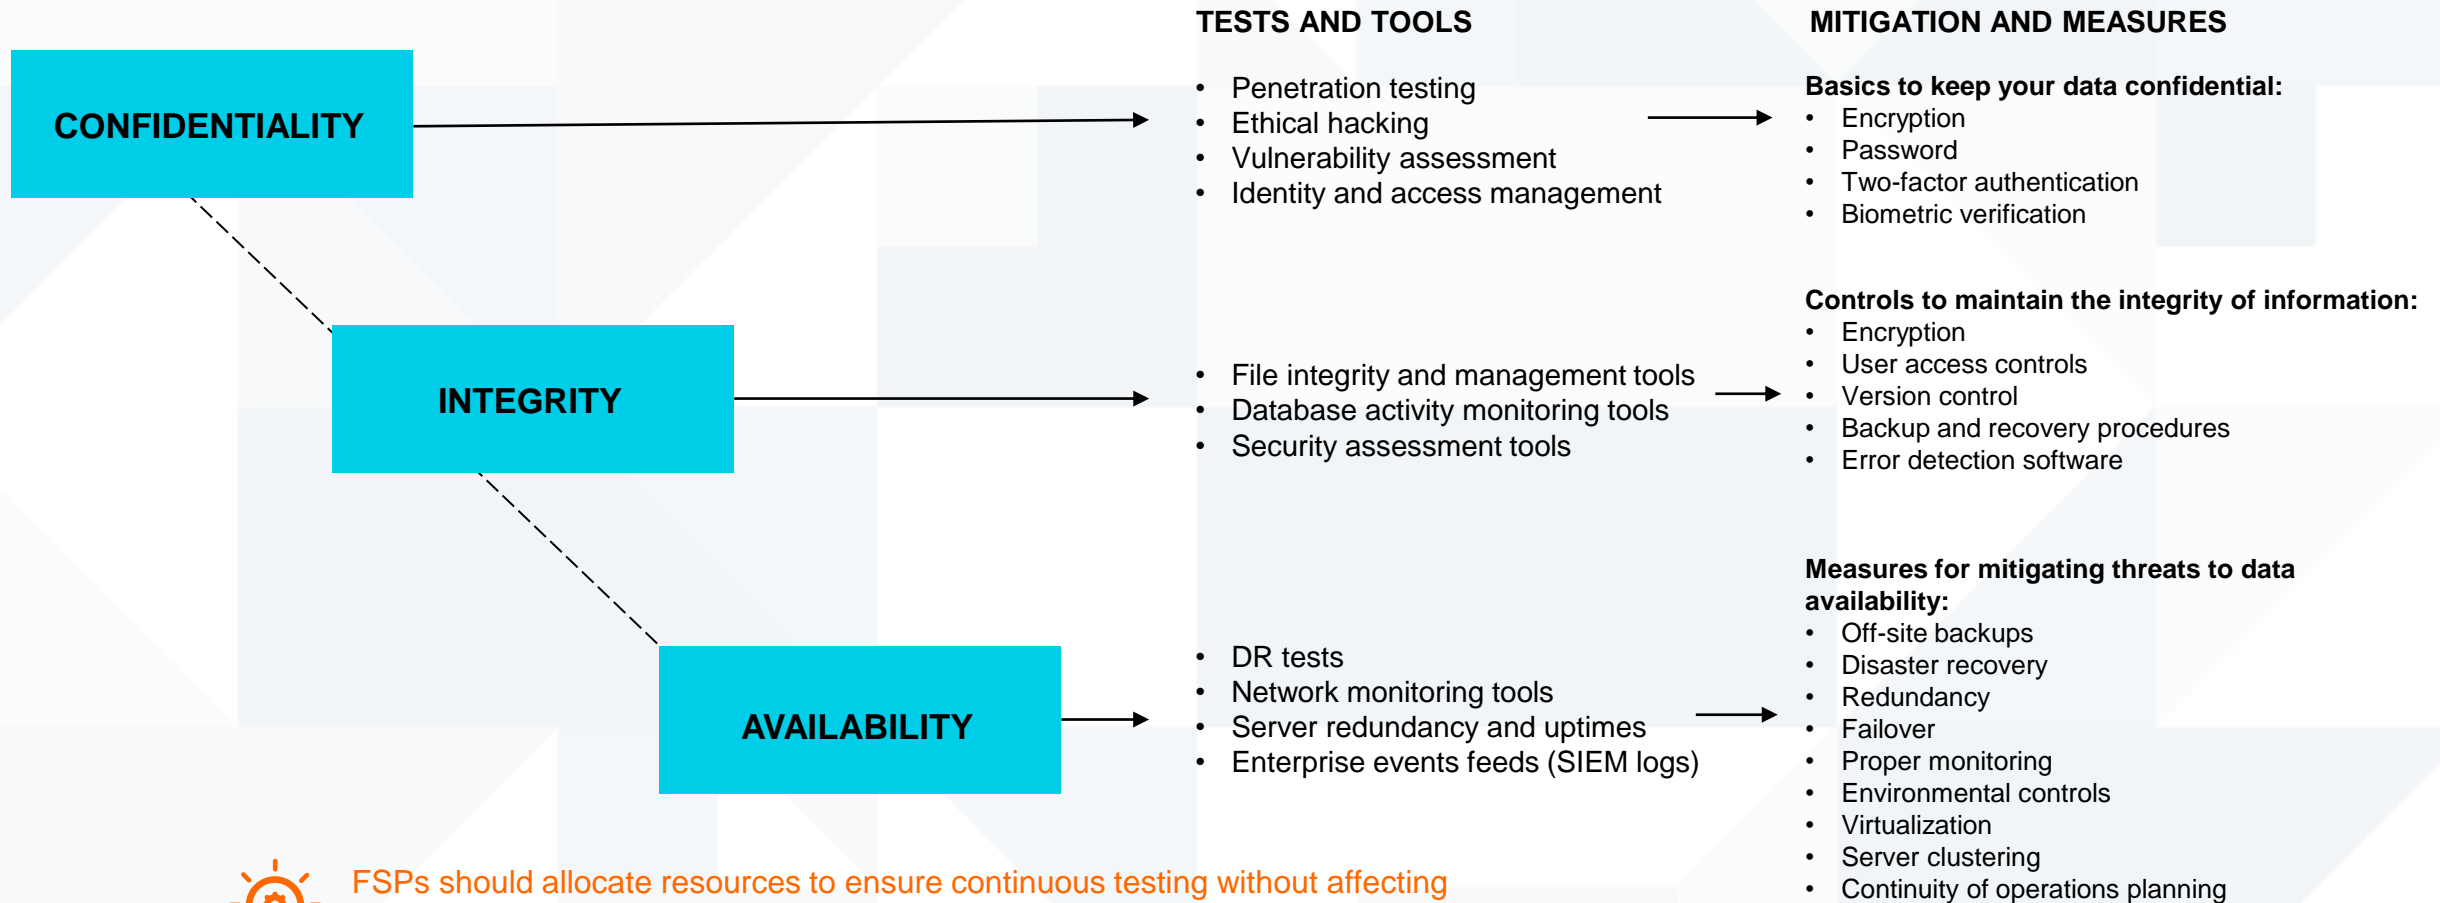 TESTS AND TOOLS
MITIGATION AND MEASURES
CONFIDENTIALITY
• Penetration testing
• Ethical hacking
• Vulnerability assessment
• Identity and access management
Basics to keep your data confidential:
• Encryption
• Password
• Two-factor authentication
• Biometric verification
INTEGRITY
• File integrity and management tools
• Database activity monitoring tools
• Security assessment tools
Controls to maintain the integrity of information:
• Encryption
• User access controls
• Version control
• Backup and recovery procedures
• Error detection software
AVAILABILITY
• DR tests
• Network monitoring tools
• Server redundancy and uptimes
• Enterprise events feeds (SIEM logs)
Measures for mitigating threats to data
availability:
• Off-site backups
• Disaster recovery
• Redundancy
• Failover
• Proper monitoring
• Environmental controls
• Virtualization
• Server clustering
• Continuity of operations planning
FSPs should allocate resources to ensure continuous testing without affecting